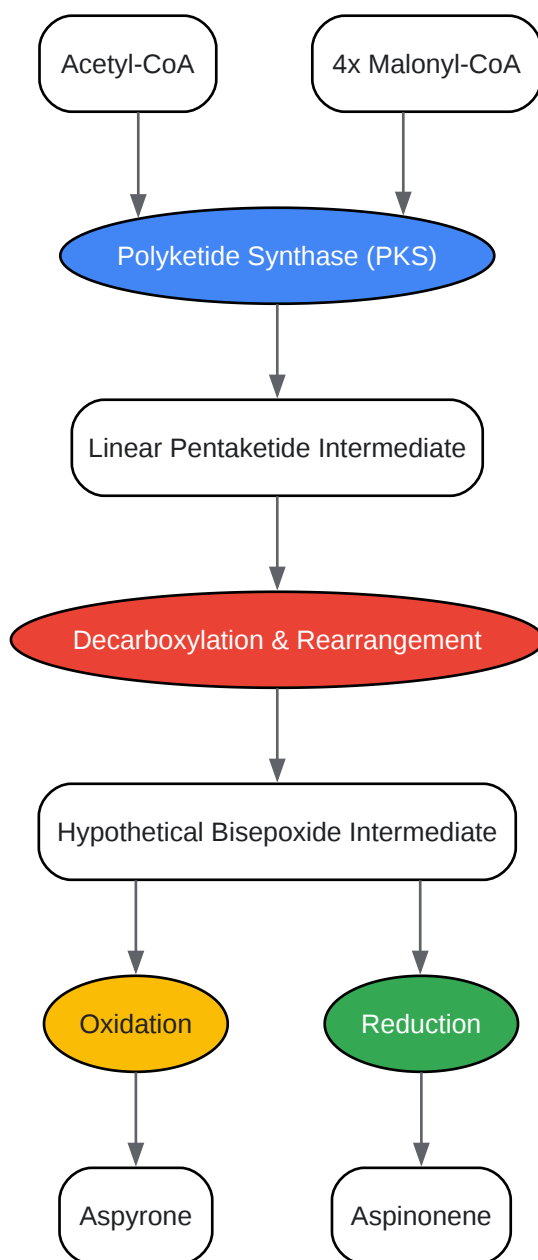 Acetyl-CoA
4x Malonyl-CoA
Polyketide Synthase (PKS)
Linear Pentaketide Intermediate
Decarboxylation & Rearrangement
Hypothetical Bisepoxide Intermediate
Oxidation
Reduction
Aspyrone
Aspinonene